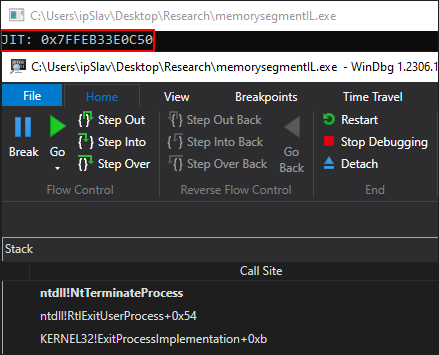 C:\Users\ipSlav\Desktop\Research\memorysegmentIL.exe
JIT: 0x7FFEB33E0C50
C:\Users\ipSlav\Desktop\Research\memorysegmentIL.exe - WinDbg 1.2306.1
File Home View Breakpoints Time Travel
Break Go Step Out Step Out Back Go Back Restart
Step Into Step Into Back Stop Debugging
Step Over Step Over Back Detach
Flow Control Reverse Flow Control End
Stack
Call Site
ntdll!NtTerminateProcess
ntdll!RtlExitUserProcess+0x54
KERNEL32!ExitProcessImplementation+0xb